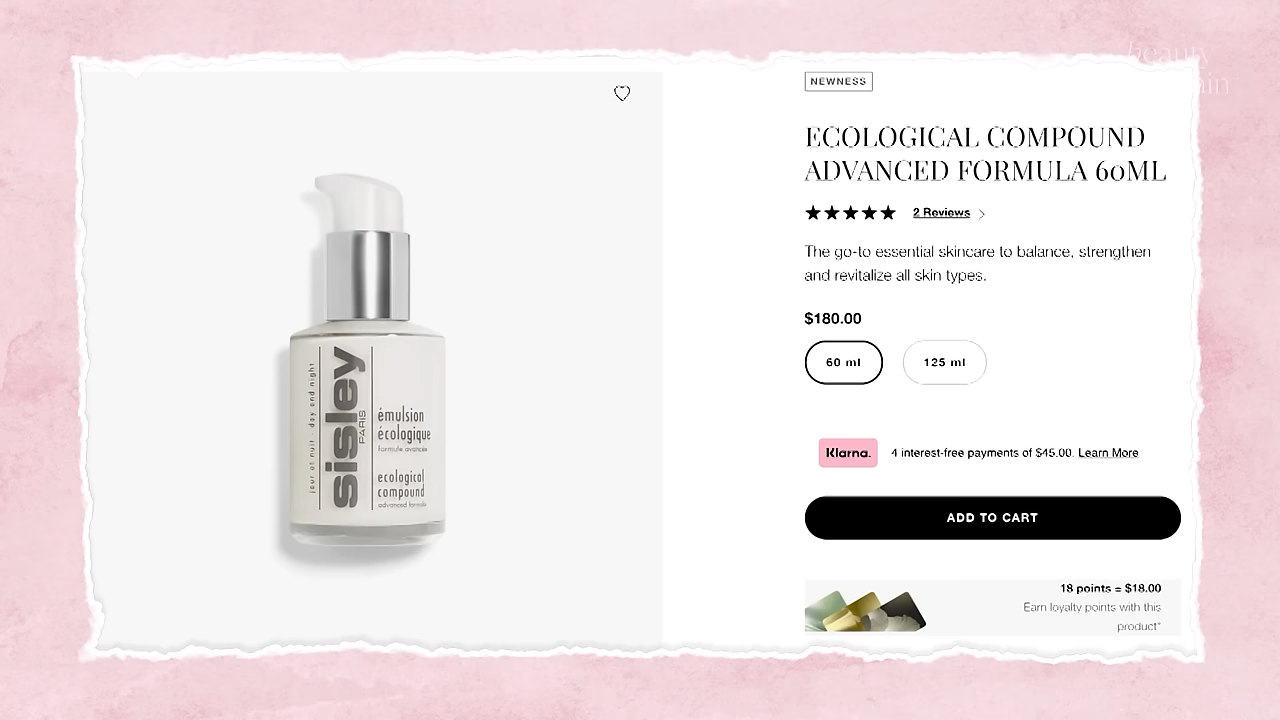 beauty
NEWNESS
ECOLOGICAL COMPOUND
ADVANCED FORMULA 60ML
2 Reviews
The go-to essential skincare to balance, strengthen
and revitalize all skin types.
$180.00
60 ml
125 ml
Klarna.
4 interest-free payments of $45.00. Learn More
ADD TO CART
18 points = $18.00
Earn loyalty points with this
product*
jour et nuit day and night
sisley
PARIS
émulsion
écologique
formule avancée
ecological
compound
advanced formula